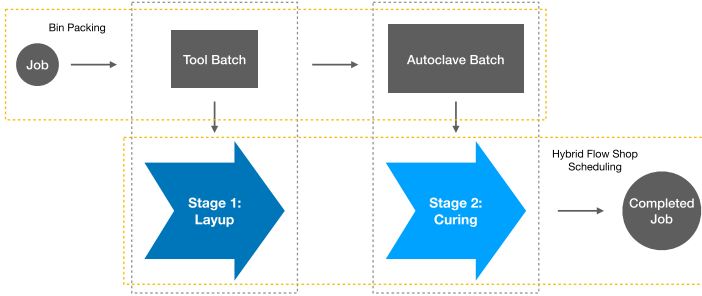 Bin Packing
Job
Tool Batch
Autoclave Batch
Stage 1:
Layup
Stage 2:
Curing
Hybrid Flow Shop
Scheduling
Completed
Job